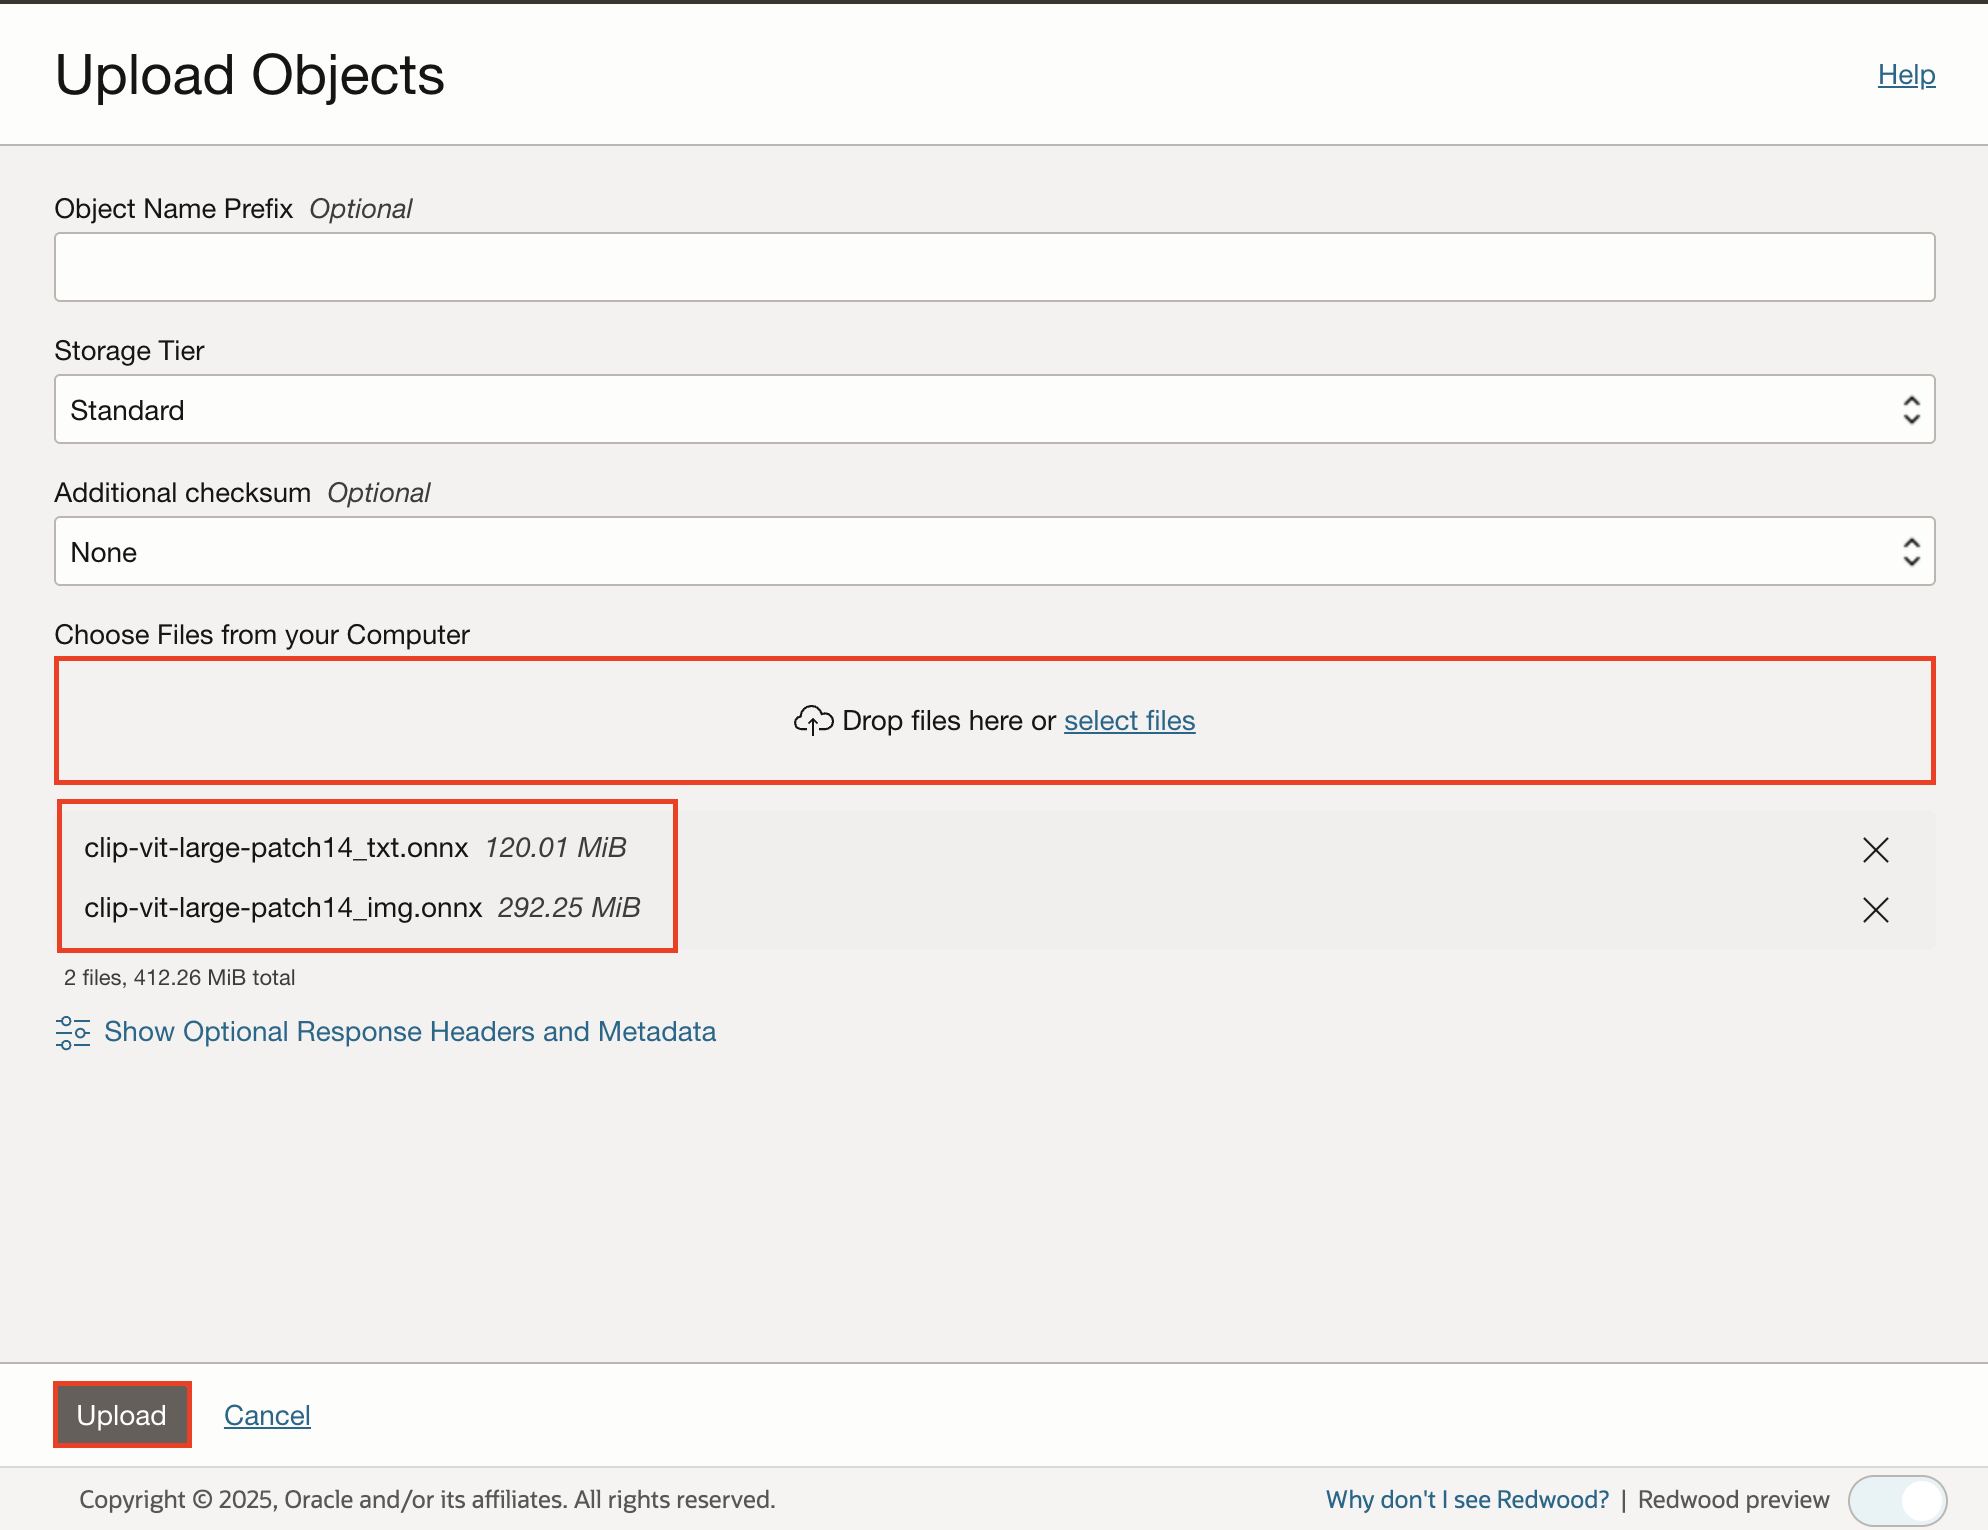 Upload Objects
Help
Object Name Prefix Optional
Storage Tier
Standard
Additional checksum Optional
None
Choose Files from your Computer
Drop files here or select files
clip-vit-large-patch14_txt.onnx 120.01 MiB
clip-vit-large-patch14_img.onnx 292.25 MiB
2 files, 412.26 MiB total
Show Optional Response Headers and Metadata
Upload Cancel
Copyright © 2025, Oracle and/or its affiliates. All rights reserved. Why don't I see Redwood? | Redwood preview